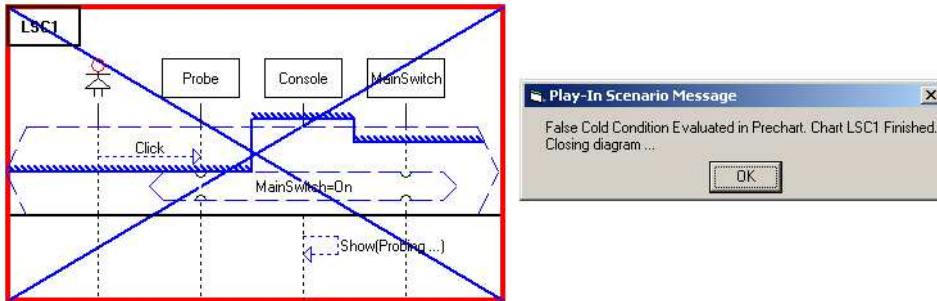 LSC1
Probe
Console
MainSwitch
Click
MainSwitch=On
Show(Probing ...)
Play-In Scenario Message
False Cold Condition Evaluated in Prechart. Chart LSC1 Finished.
Closing diagram ...
OK